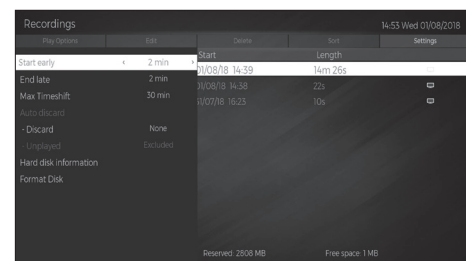 Recordings 14:53 Wed 01/08/2018
Play Options Edit Delete Sort Settings
Start Length
Start early ‹ 2 min › 01/08/18 14:39 14m 26s
End late 2 min 01/08/18 14:38 22s
Max Timeshift 30 min 31/07/18 16:23 10s
Auto discard
- Discard None
- Unplayed Excluded
Hard disk information
Format Disk
Reserved: 2808 MB Free space: 1 MB